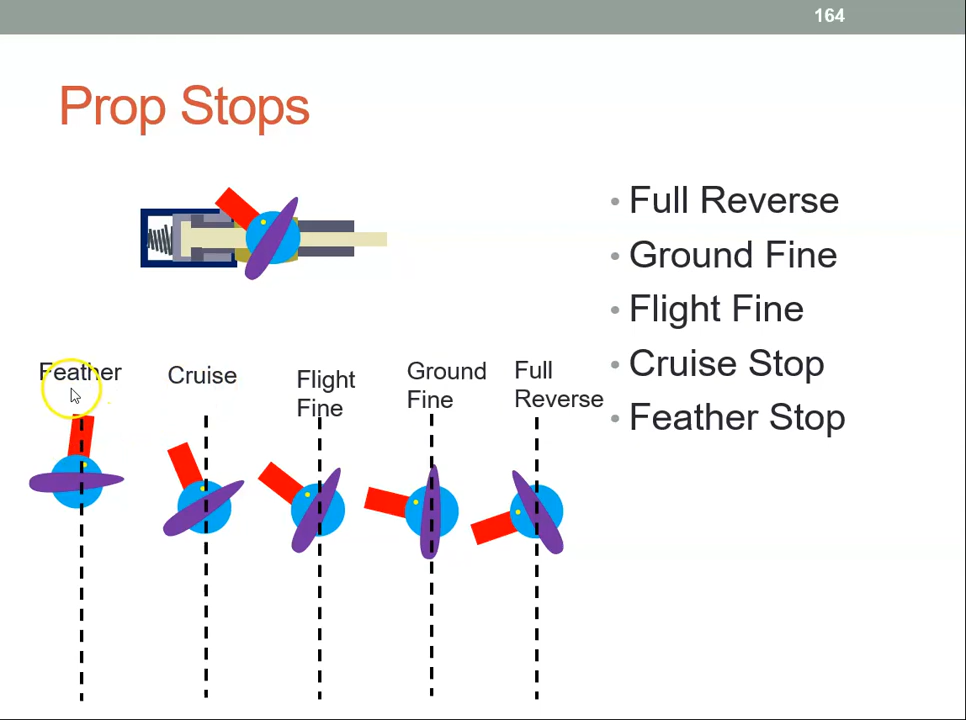 164
Prop Stops
• Full Reverse
• Ground Fine
• Flight Fine
• Cruise Stop
• Feather Stop
Feather
Cruise
Flight
Fine
Ground
Fine
Full
Reverse